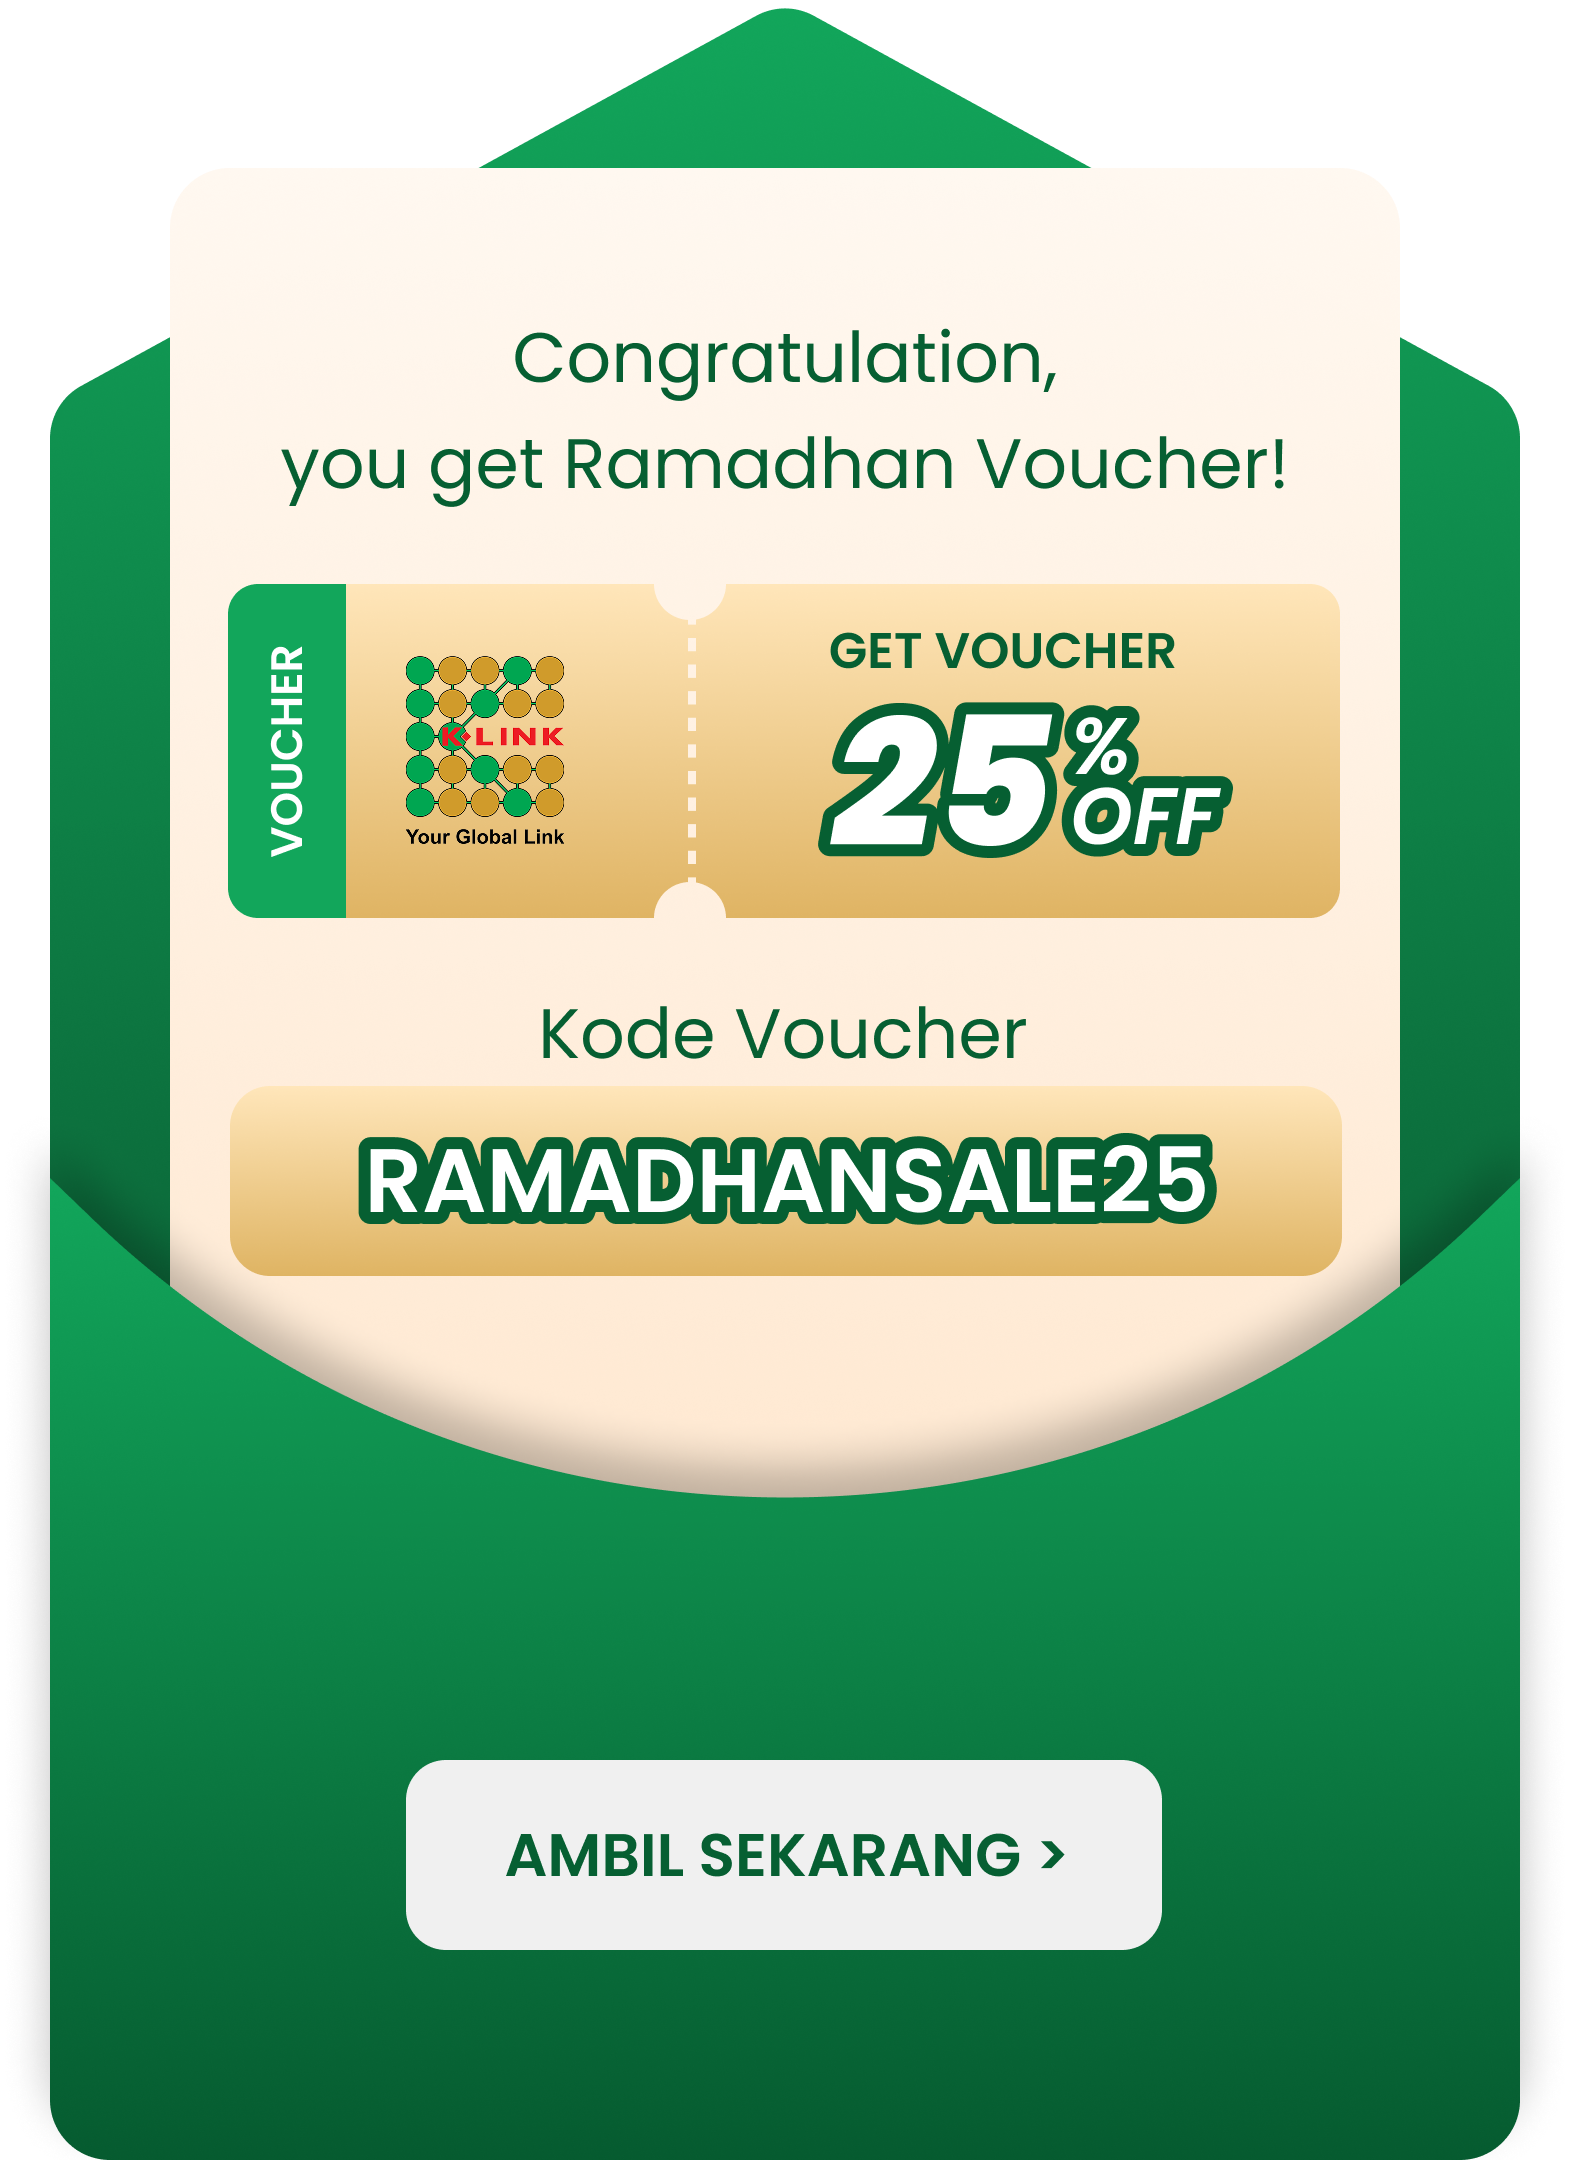 Congratulation,
you get Ramadhan Voucher!
VOUCHER
K-LINK
Your Global Link
GET VOUCHER
25%
OFF
Kode Voucher
RAMADHANSALE25
AMBIL SEKARANG >